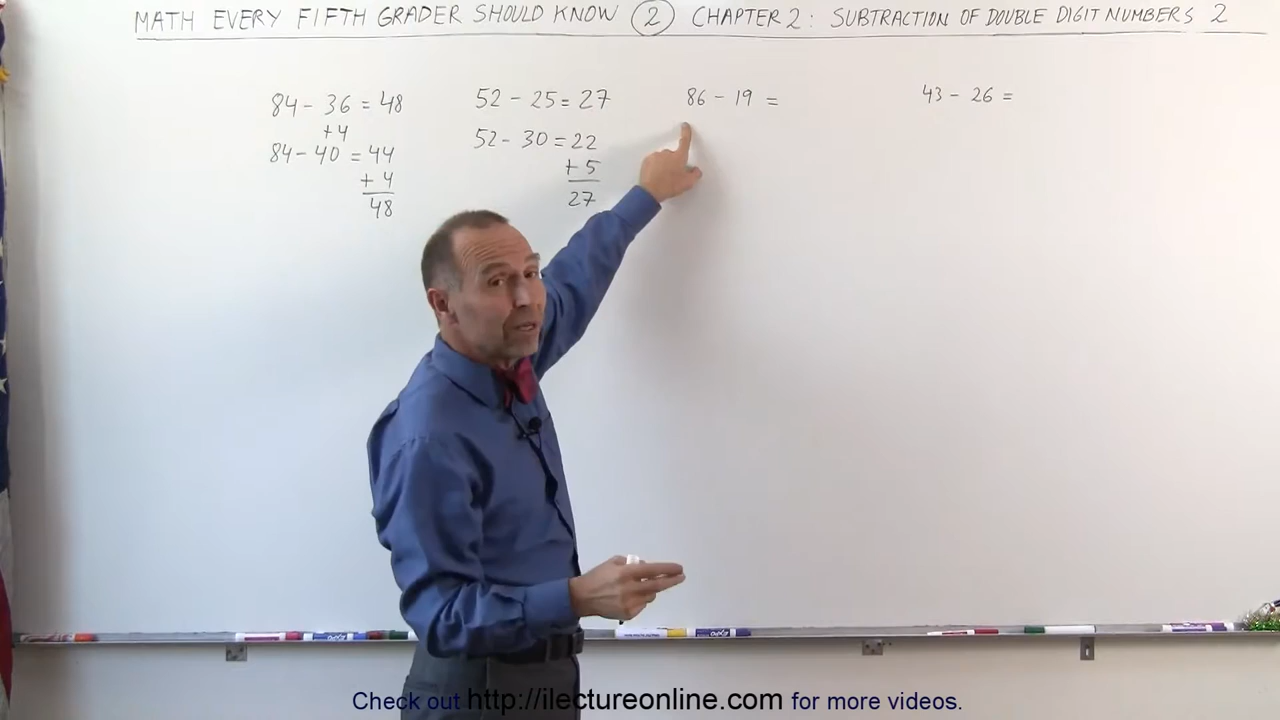 MATH EVERY FIFTH GRADER SHOULD KNOW 2 CHAPTER 2: SUBTRACTION OF DOUBLE DIGIT NUMBERS 2
84 - 36 = 48
+4
84 - 40 = 44
+ 4
48
52 - 25 = 27
52 - 30 = 22
+ 5
27
86 - 19 =
43 - 26 =
Check out http://ilectureonline.com for more videos.